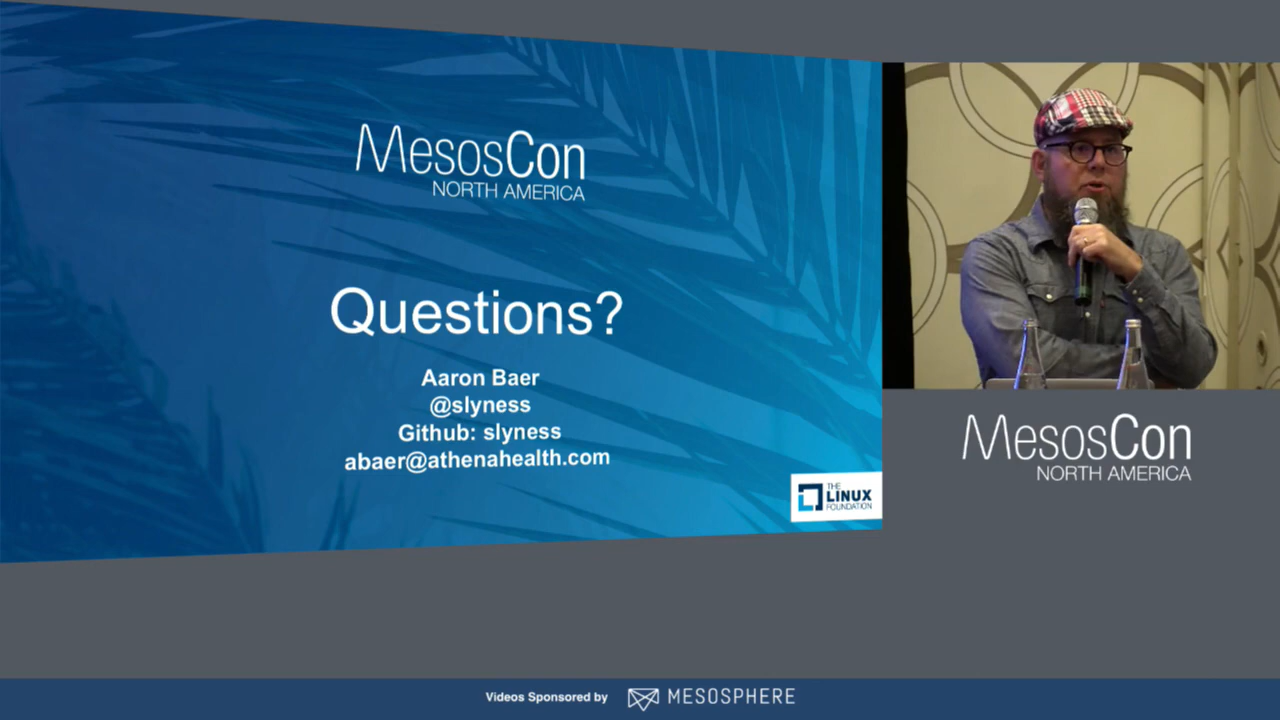 MesosCon
NORTH AMERICA
Questions?
Aaron Baer
@slyness
Github: slyness
abaer@athenahealth.com
THE
LINUX
FOUNDATION
MesosCon
NORTH AMERICA
Videos Sponsored by MESOSPHERE